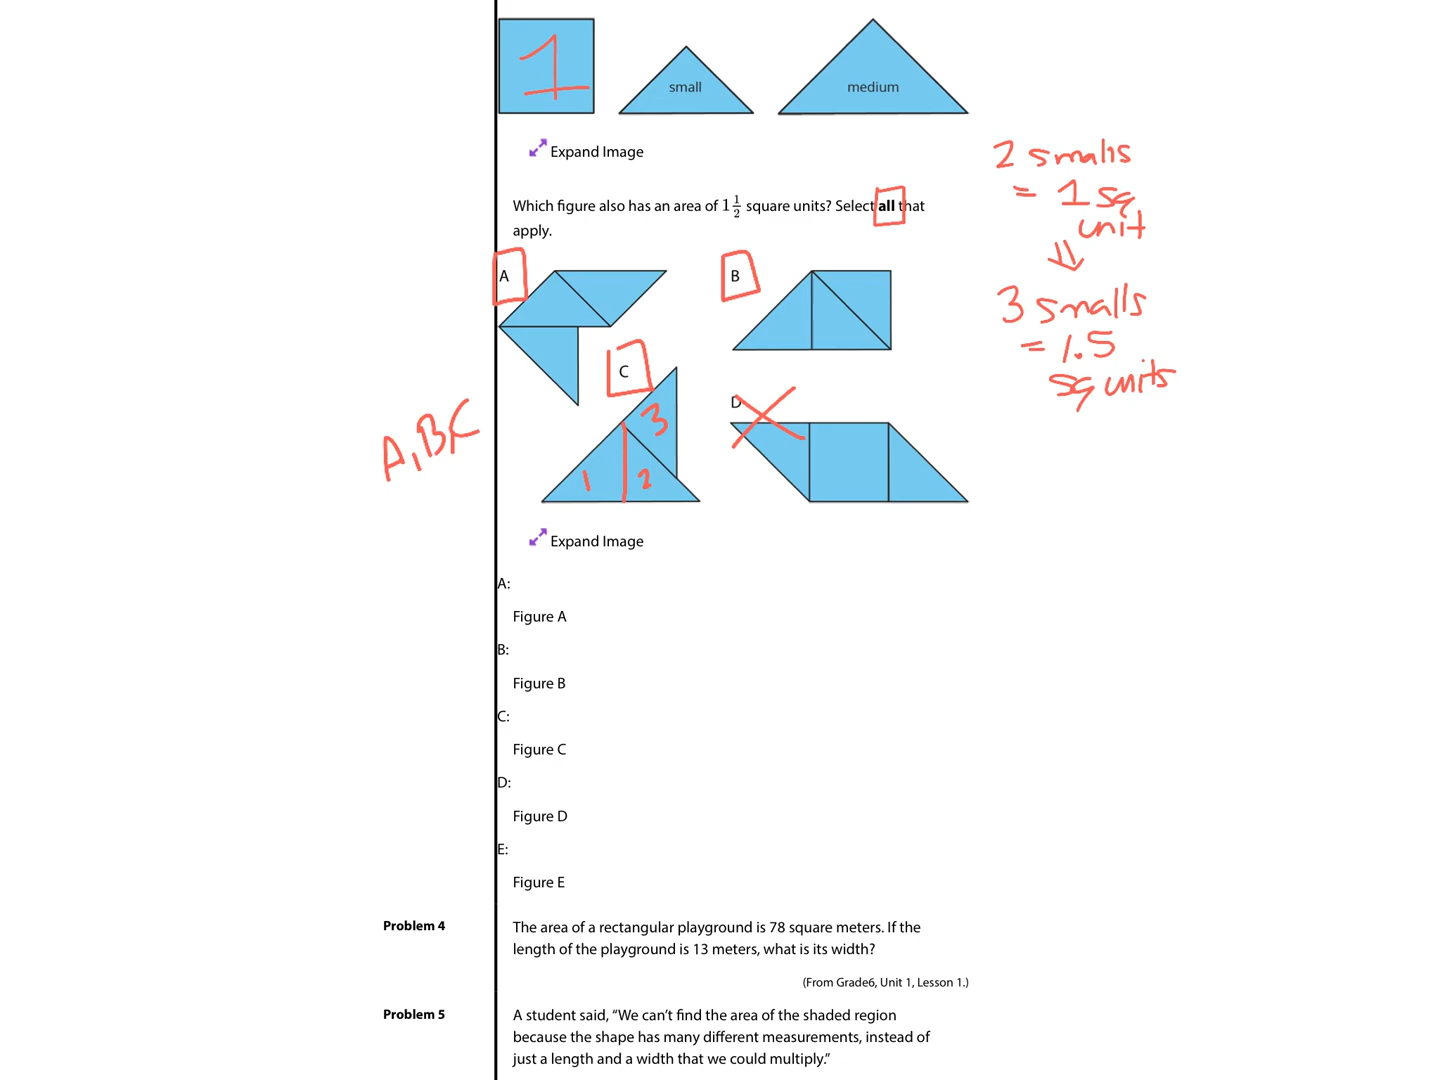 1
small
medium
Expand Image
2 smalls
= 1 sq
unit
Which figure also has an area of 1 1/2 square units? Select all that
apply.
A
B
3 smalls
= 1.5
sq units
C
D
3
A, B, C
1
2
Expand Image
A:
Figure A
B:
Figure B
C:
Figure C
D:
Figure D
E:
Figure E
Problem 4
The area of a rectangular playground is 78 square meters. If the
length of the playground is 13 meters, what is its width?
(From Grade6, Unit 1, Lesson 1.)
Problem 5
A student said, “We can’t find the area of the shaded region
because the shape has many different measurements, instead of
just a length and a width that we could multiply.”